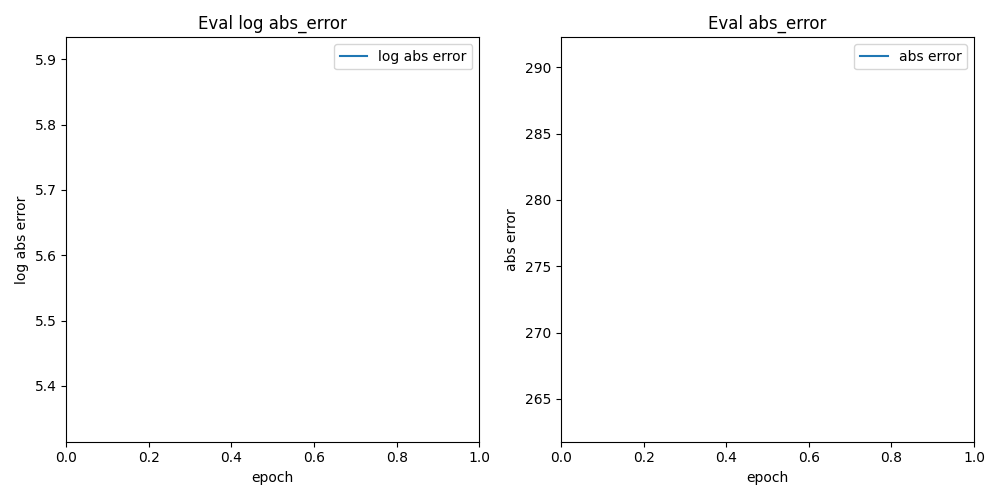 Eval log abs_error
log abs error
5.9
5.8
5.7
5.6
5.5
5.4
log abs error
0.0 0.2 0.4 0.6 0.8 1.0
epoch
Eval abs_error
abs error
290
285
280
275
270
265
abs error
0.0 0.2 0.4 0.6 0.8 1.0
epoch